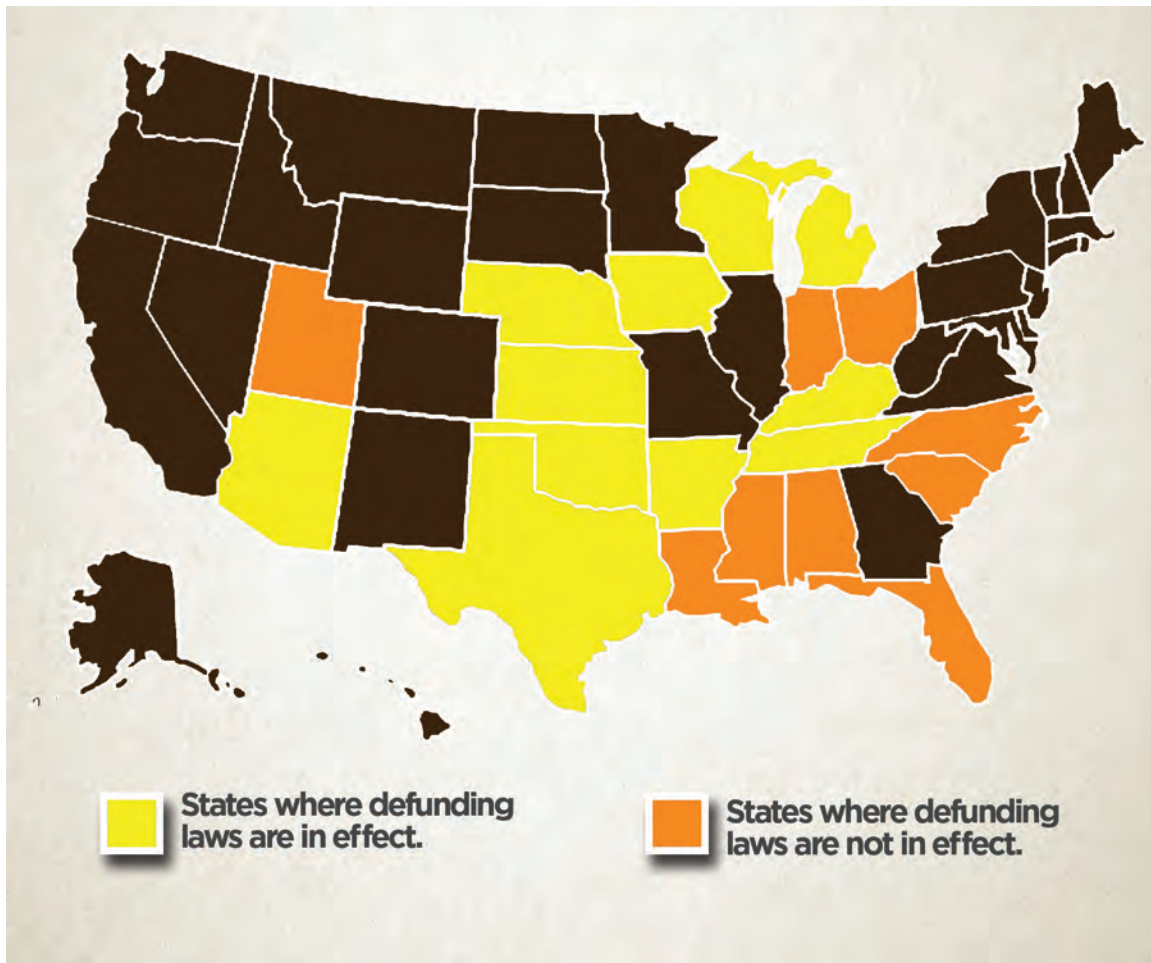 States where defunding
laws are in effect.
States where defunding
laws are not in effect.